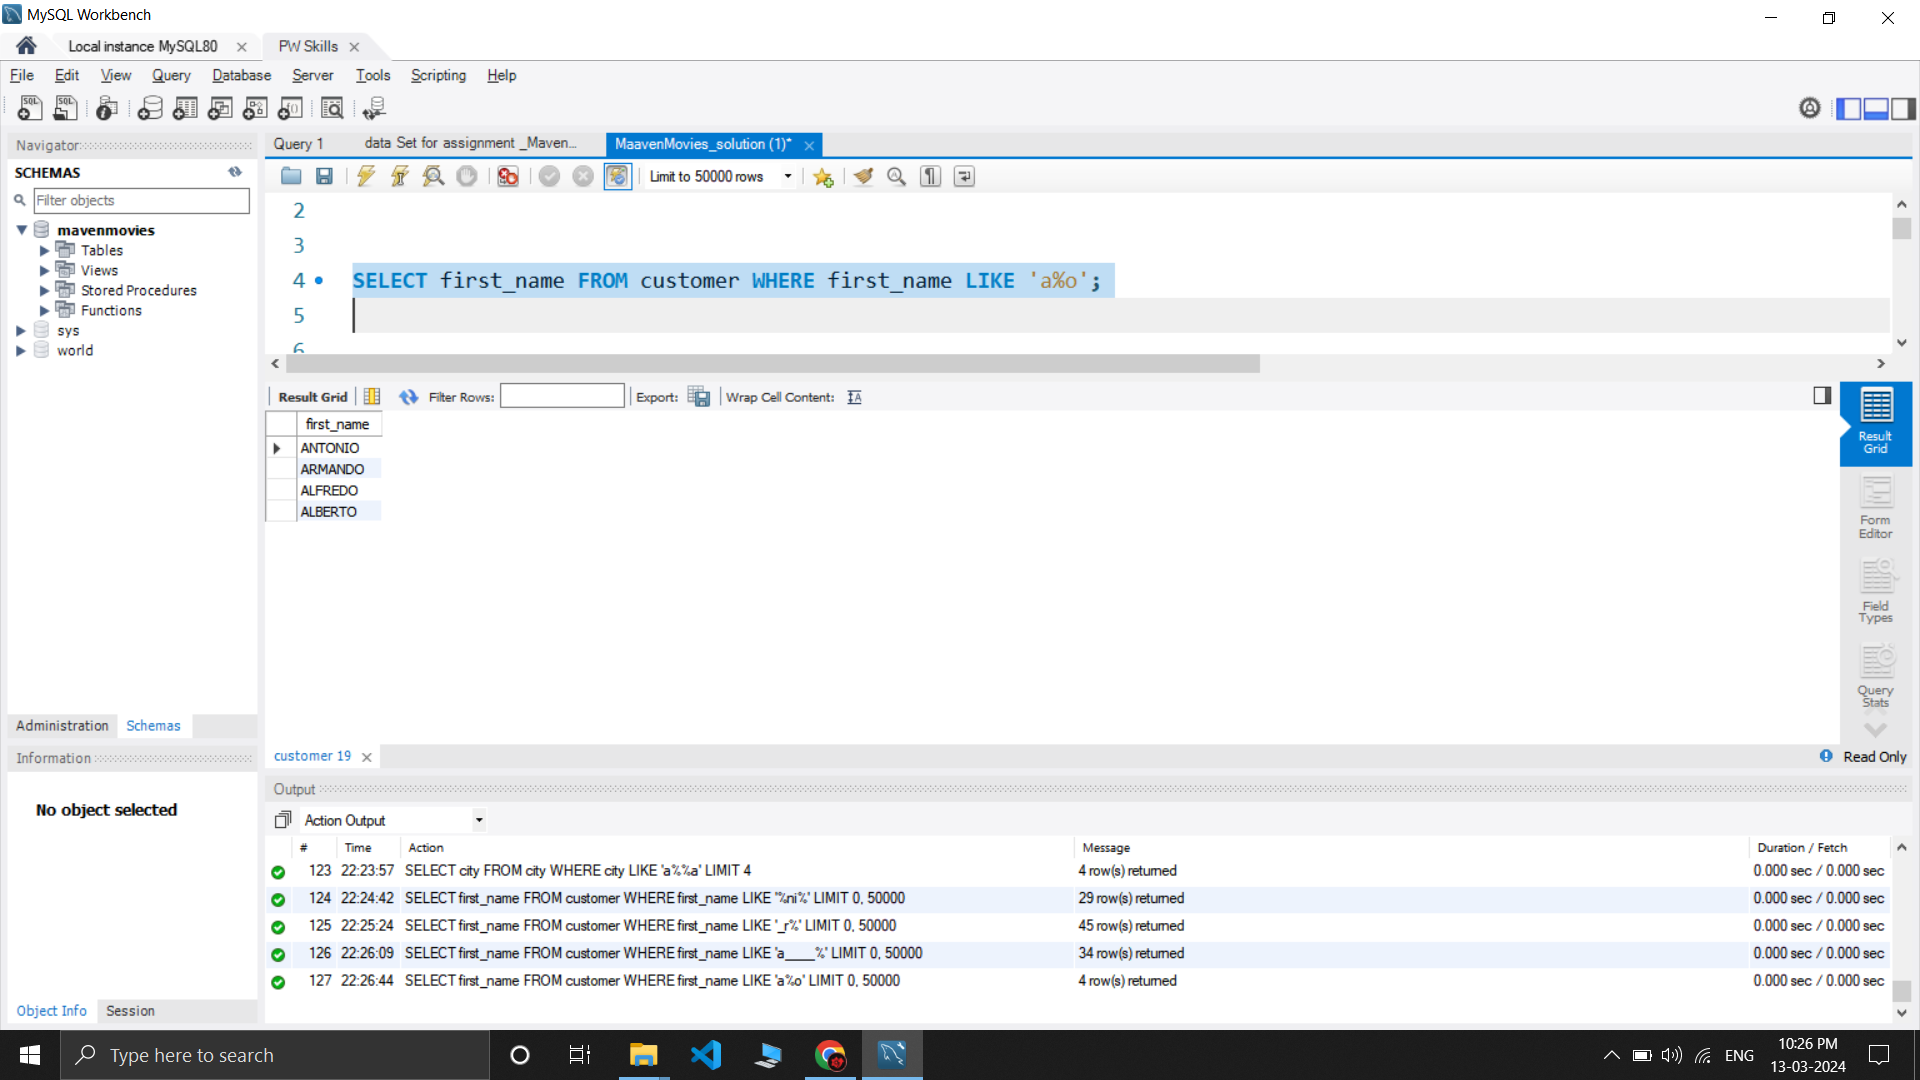 MySQL Workbench
Local instance MySQL80
PW Skills
File Edit View Query Database Server Tools Scripting Help
Navigator
SCHEMAS
Filter objects
mavenmovies
Tables
Views
Stored Procedures
Functions
sys
world
Administration Schemas
Information
No object selected
Object Info Session
Query 1 data Set for assignment _Maven... MaavenMovies_solution (1)*
Limit to 50000 rows
2
3
4 SELECT first_name FROM customer WHERE first_name LIKE 'a%o';
5
6
Result Grid Filter Rows: Export: Wrap Cell Content:
first_name
ANTONIO
ARMANDO
ALFREDO
ALBERTO
Result Grid
Form Editor
Field Types
Query Stats
customer 19 Read Only
Output
Action Output
# Time Action Message Duration / Fetch
123 22:23:57 SELECT city FROM city WHERE city LIKE 'a%%a' LIMIT 4 4 row(s) returned 0.000 sec / 0.000 sec
124 22:24:42 SELECT first_name FROM customer WHERE first_name LIKE '%ni%' LIMIT 0, 50000 29 row(s) returned 0.000 sec / 0.000 sec
125 22:25:24 SELECT first_name FROM customer WHERE first_name LIKE '_r%' LIMIT 0, 50000 45 row(s) returned 0.000 sec / 0.000 sec
126 22:26:09 SELECT first_name FROM customer WHERE first_name LIKE 'a____%' LIMIT 0, 50000 34 row(s) returned 0.000 sec / 0.000 sec
127 22:26:44 SELECT first_name FROM customer WHERE first_name LIKE 'a%o' LIMIT 0, 50000 4 row(s) returned 0.000 sec / 0.000 sec
Type here to search
ENG
10:26 PM
13-03-2024